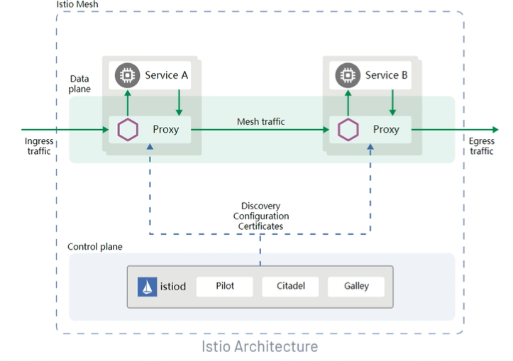 Istio Mesh
Service A
Service B
Data
plane
Proxy
Mesh traffic
Proxy
Ingress
traffic
Egress
traffic
Discovery
Configuration
Certificates
Control plane
istiod
Pilot
Citadel
Galley
Istio Architecture